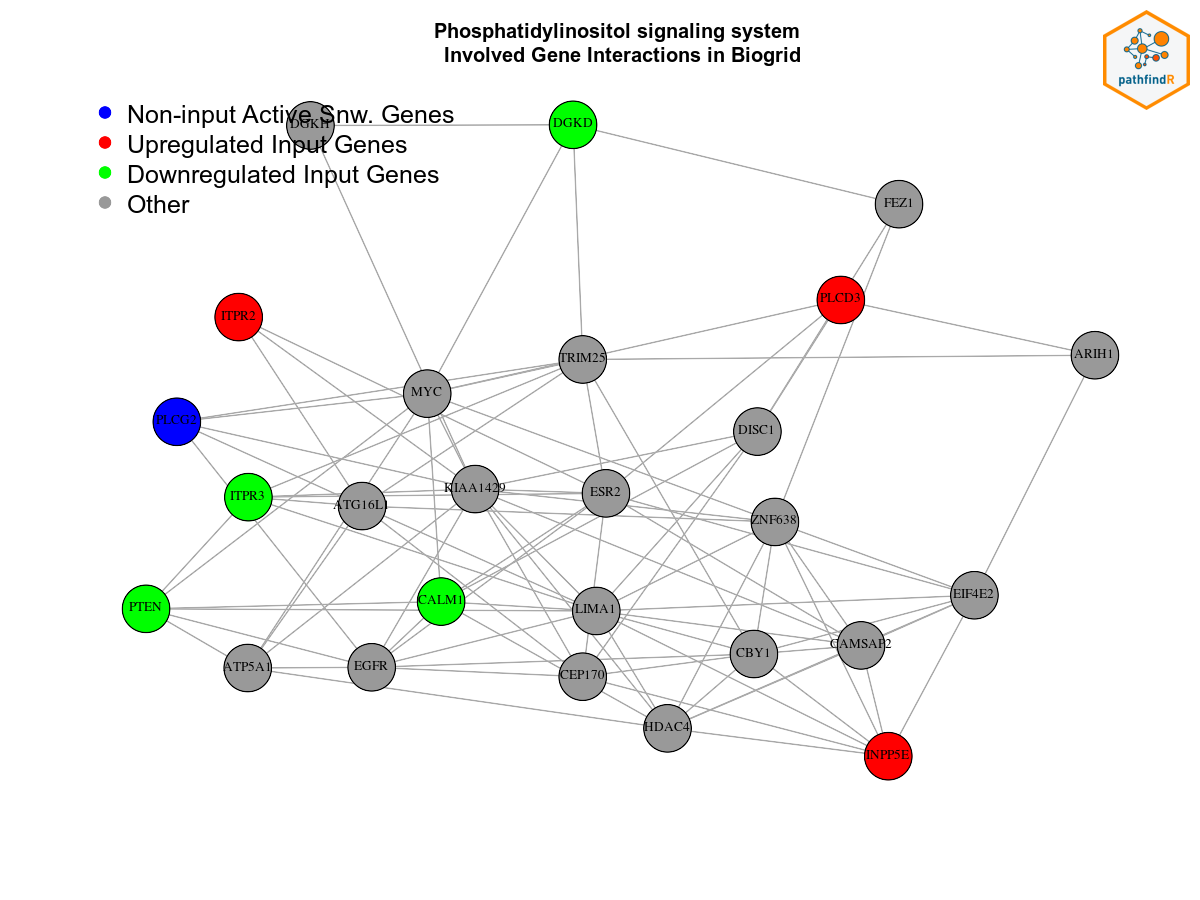 Phosphatidylinositol signaling system
Involved Gene Interactions in Biogrid
pathfindR
Non-input Active Snw. Genes
Upregulated Input Genes
Downregulated Input Genes
Other
DGKH
DGKD
FEZ1
PLCD3
ITPR2
TRIM25
ARIH1
MYC
PLCG2
DISC1
ITPR3
KIAA1429
ESR2
ATG16L1
ZNF638
PTEN
CALM1
LIMA1
EIF4E2
ATP5A1
EGFR
CEP170
CBY1
CAMSAP2
HDAC4
INPP5E